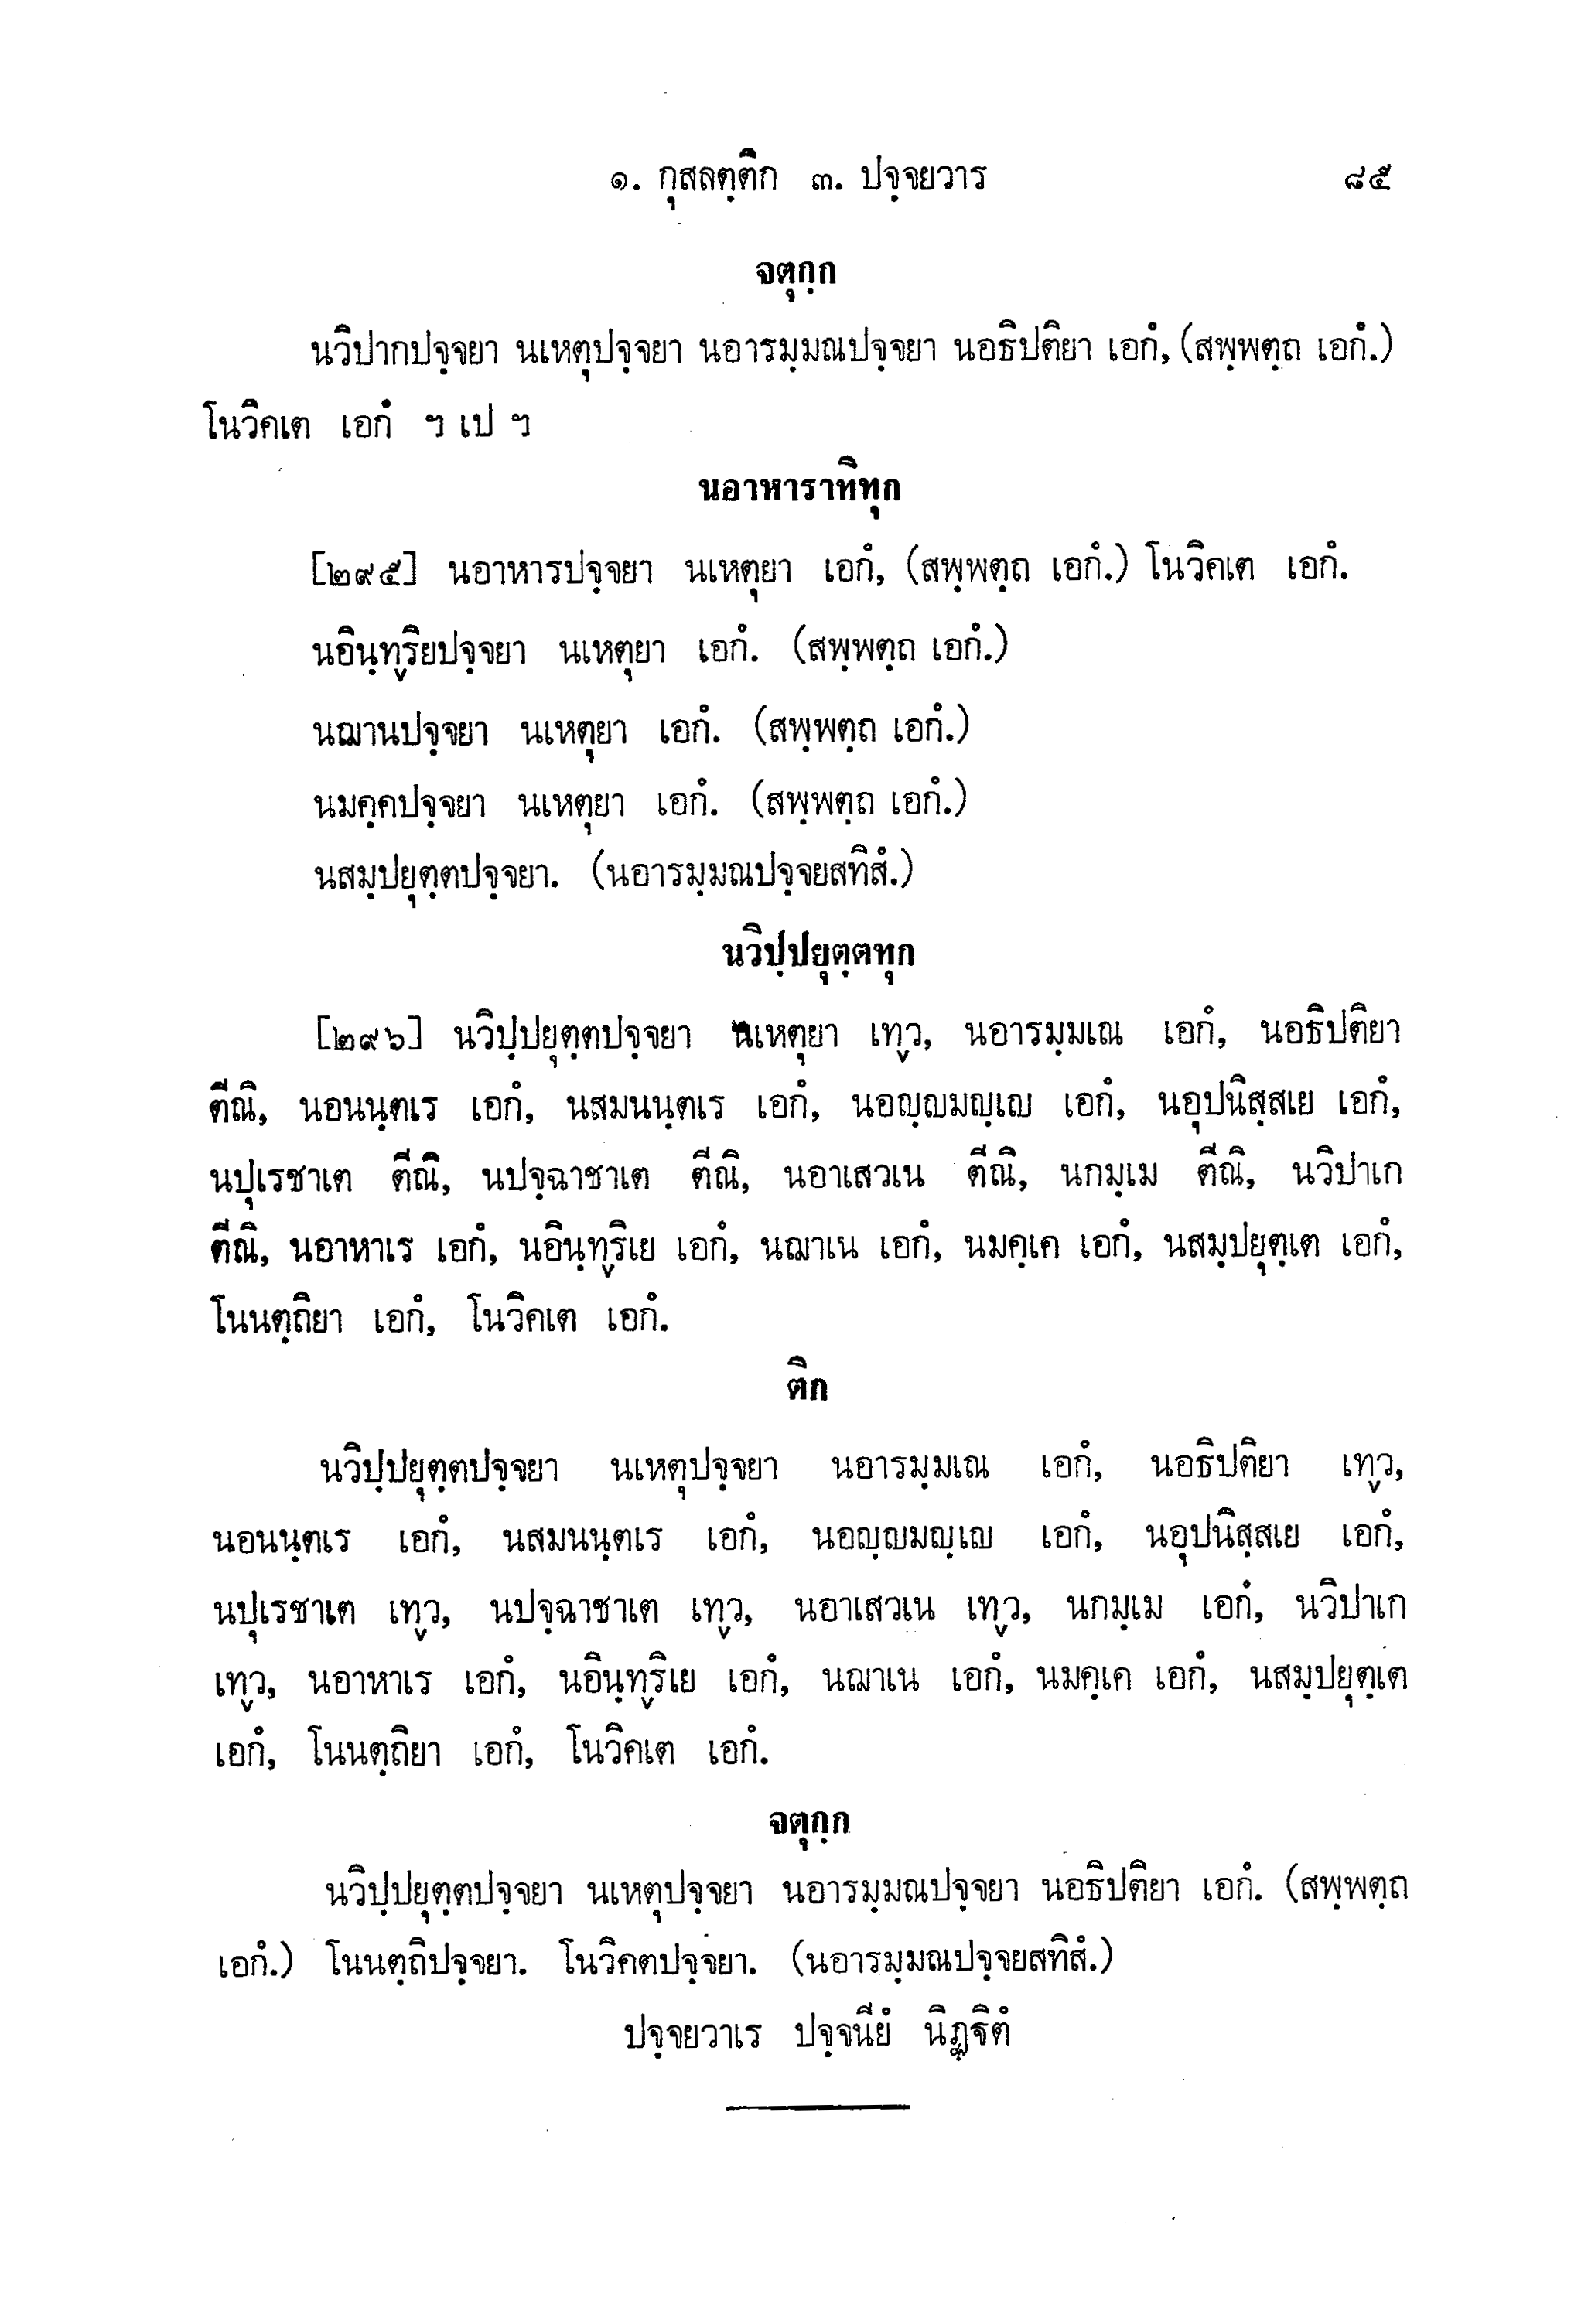 ๑. กุสลตฺติก ๓. ปจฺจยวาร ๘๕
จตุกฺก
นวิปากปจฺจยา นเหตุปจฺจยา นอารมฺมณปจฺจยา นอธิปติยา เอกํ, (สพฺพตฺถ เอกํ.)
โนวิคเต เอกํ ฯ เป ฯ
นอาหาราทิทุก
[๒๙๕] นอาหารปจฺจยา นเหตุยา เอกํ, (สพฺพตฺถ เอกํ.) โนวิคเต เอกํ.
นอินฺทฺริยปจฺจยา นเหตุยา เอกํ. (สพฺพตฺถ เอกํ.)
นฌานปจฺจยา นเหตุยา เอกํ. (สพฺพตฺถ เอกํ.)
นมคฺคปจฺจยา นเหตุยา เอกํ. (สพฺพตฺถ เอกํ.)
นสมฺปยุตฺตปจฺจยา. (นอารมฺมณปจฺจยสทิสํ.)
นวิปฺปยุตฺตทุก
[๒๙๖] นวิปฺปยุตฺตปจฺจยา นเหตุยา เทฺว, นอารมฺมเณ เอกํ, นอธิปติยา
ตีณิ, นอนนฺตเร เอกํ, นสมนนฺตเร เอกํ, นอญฺญมญฺเญ เอกํ, นอุปนิสฺสเย เอกํ,
นปุเรชาเต ตีณิ, นปจฺฉาชาเต ตีณิ, นอาเสวเน ตีณิ, นกมฺเม ตีณิ, นวิปาเก
ตีณิ, นอาหาเร เอกํ, นอินฺทฺริเย เอกํ, นฌาเน เอกํ, นมคฺเค เอกํ, นสมฺปยุตฺเต เอกํ,
โนนตฺถิยา เอกํ, โนวิคเต เอกํ.
ติก
นวิปฺปยุตฺตปจฺจยา นเหตุปจฺจยา นอารมฺมเณ เอกํ, นอธิปติยา เทฺว,
นอนนฺตเร เอกํ, นสมนนฺตเร เอกํ, นอญฺญมญฺเญ เอกํ, นอุปนิสฺสเย เอกํ,
นปุเรชาเต เทฺว, นปจฺฉาชาเต เทฺว, นอาเสวเน เทฺว, นกมฺเม เอกํ, นวิปาเก
เทฺว, นอาหาเร เอกํ, นอินฺทฺริเย เอกํ, นฌาเน เอกํ, นมคฺเค เอกํ, นสมฺปยุตฺเต
เอกํ, โนนตฺถิยา เอกํ, โนวิคเต เอกํ.
จตุกฺก
นวิปฺปยุตฺตปจฺจยา นเหตุปจฺจยา นอารมฺมณปจฺจยา นอธิปติยา เอกํ. (สพฺพตฺถ
เอกํ.) โนนตฺถิปจฺจยา. โนวิคตปจฺจยา. (นอารมฺมณปจฺจยสทิสํ.)
ปจฺจยวาเร ปจฺจนียํ นิฏฺฐิตํ